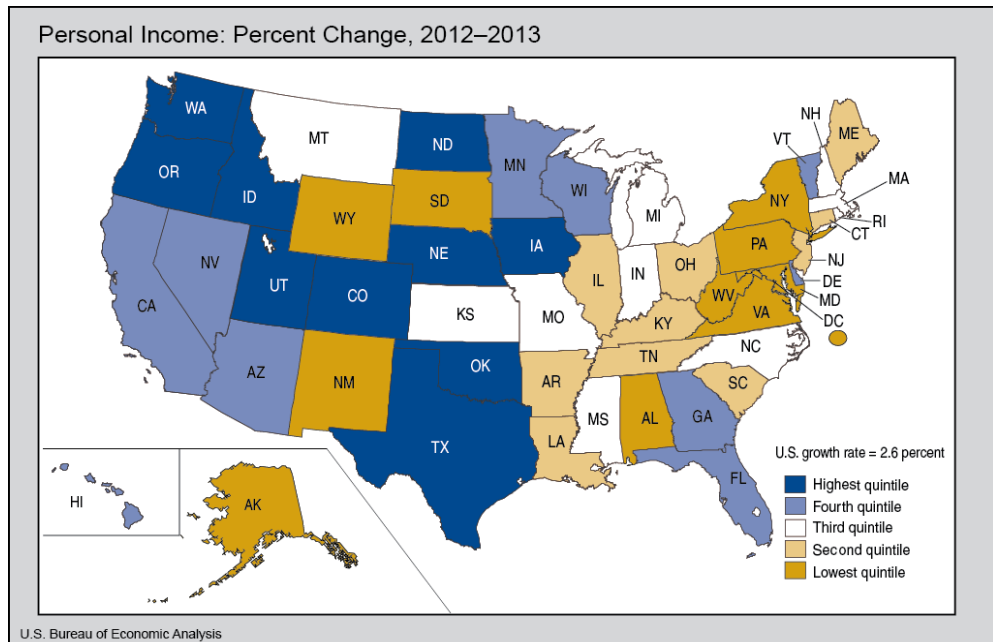 Personal Income: Percent Change, 2012–2013
WA
MT
ND
MN
VT
NH
ME
OR
ID
WY
SD
WI
MI
NY
MA
RI
CT
NV
UT
CO
NE
IA
IL
IN
OH
PA
NJ
DE
MD
DC
CA
KS
MO
KY
WV
VA
AZ
NM
OK
AR
TN
NC
SC
TX
LA
MS
AL
GA
FL
HI
AK
U.S. growth rate = 2.6 percent
Highest quintile
Fourth quintile
Third quintile
Second quintile
Lowest quintile
U.S. Bureau of Economic Analysis